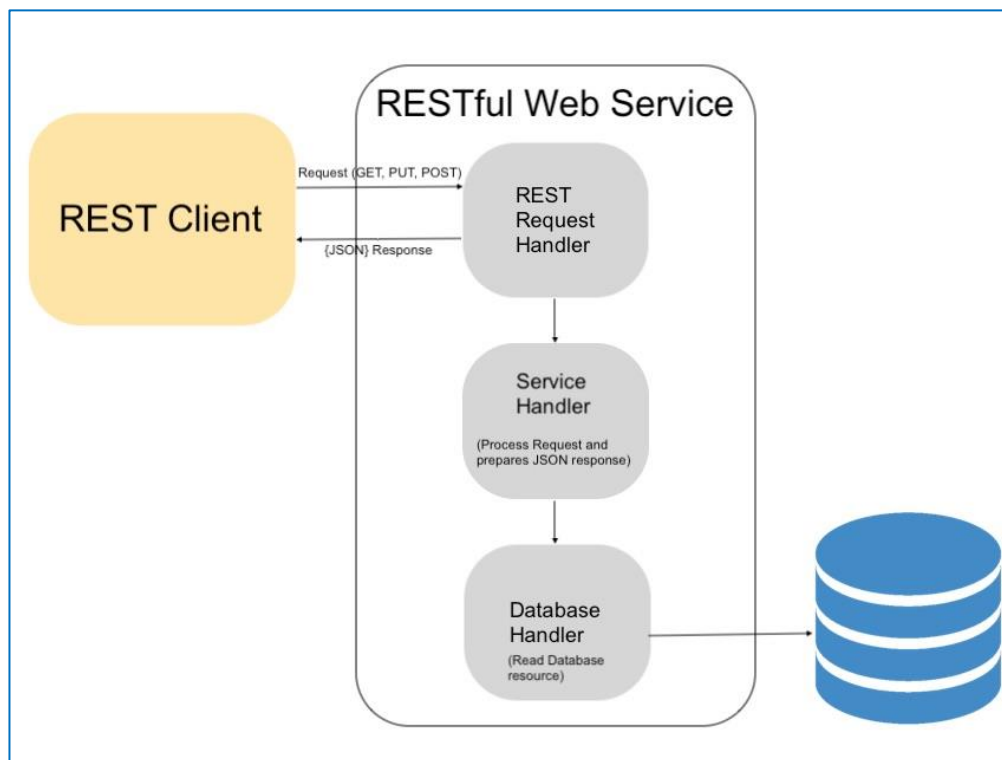 RESTful Web Service
REST Client
Request (GET, PUT, POST)
{JSON} Response
REST
Request
Handler
Service
Handler
(Process Request and
prepares JSON response)
Database
Handler
(Read Database
resource)